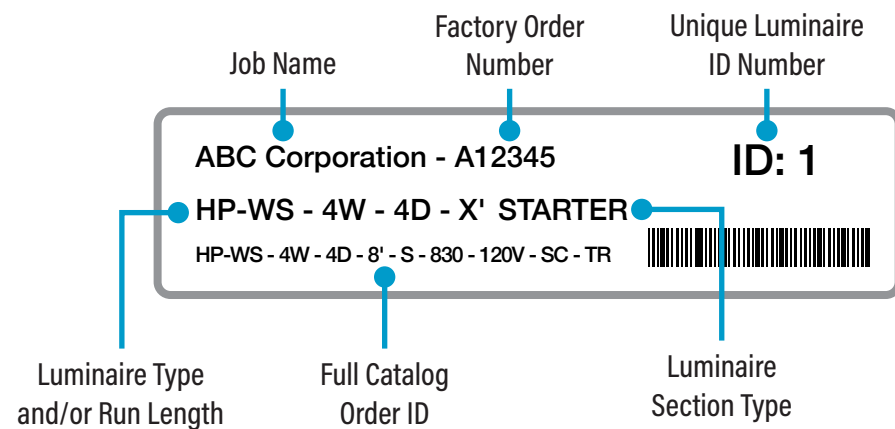 Job Name
Factory Order
Number
Unique Luminaire
ID Number
ABC Corporation - A12345
ID: 1
HP-WS - 4W - 4D - X' STARTER
HP-WS - 4W - 4D - 8' - S - 830 - 120V - SC - TR
Luminaire Type
and/or Run Length
Full Catalog
Order ID
Luminaire
Section Type